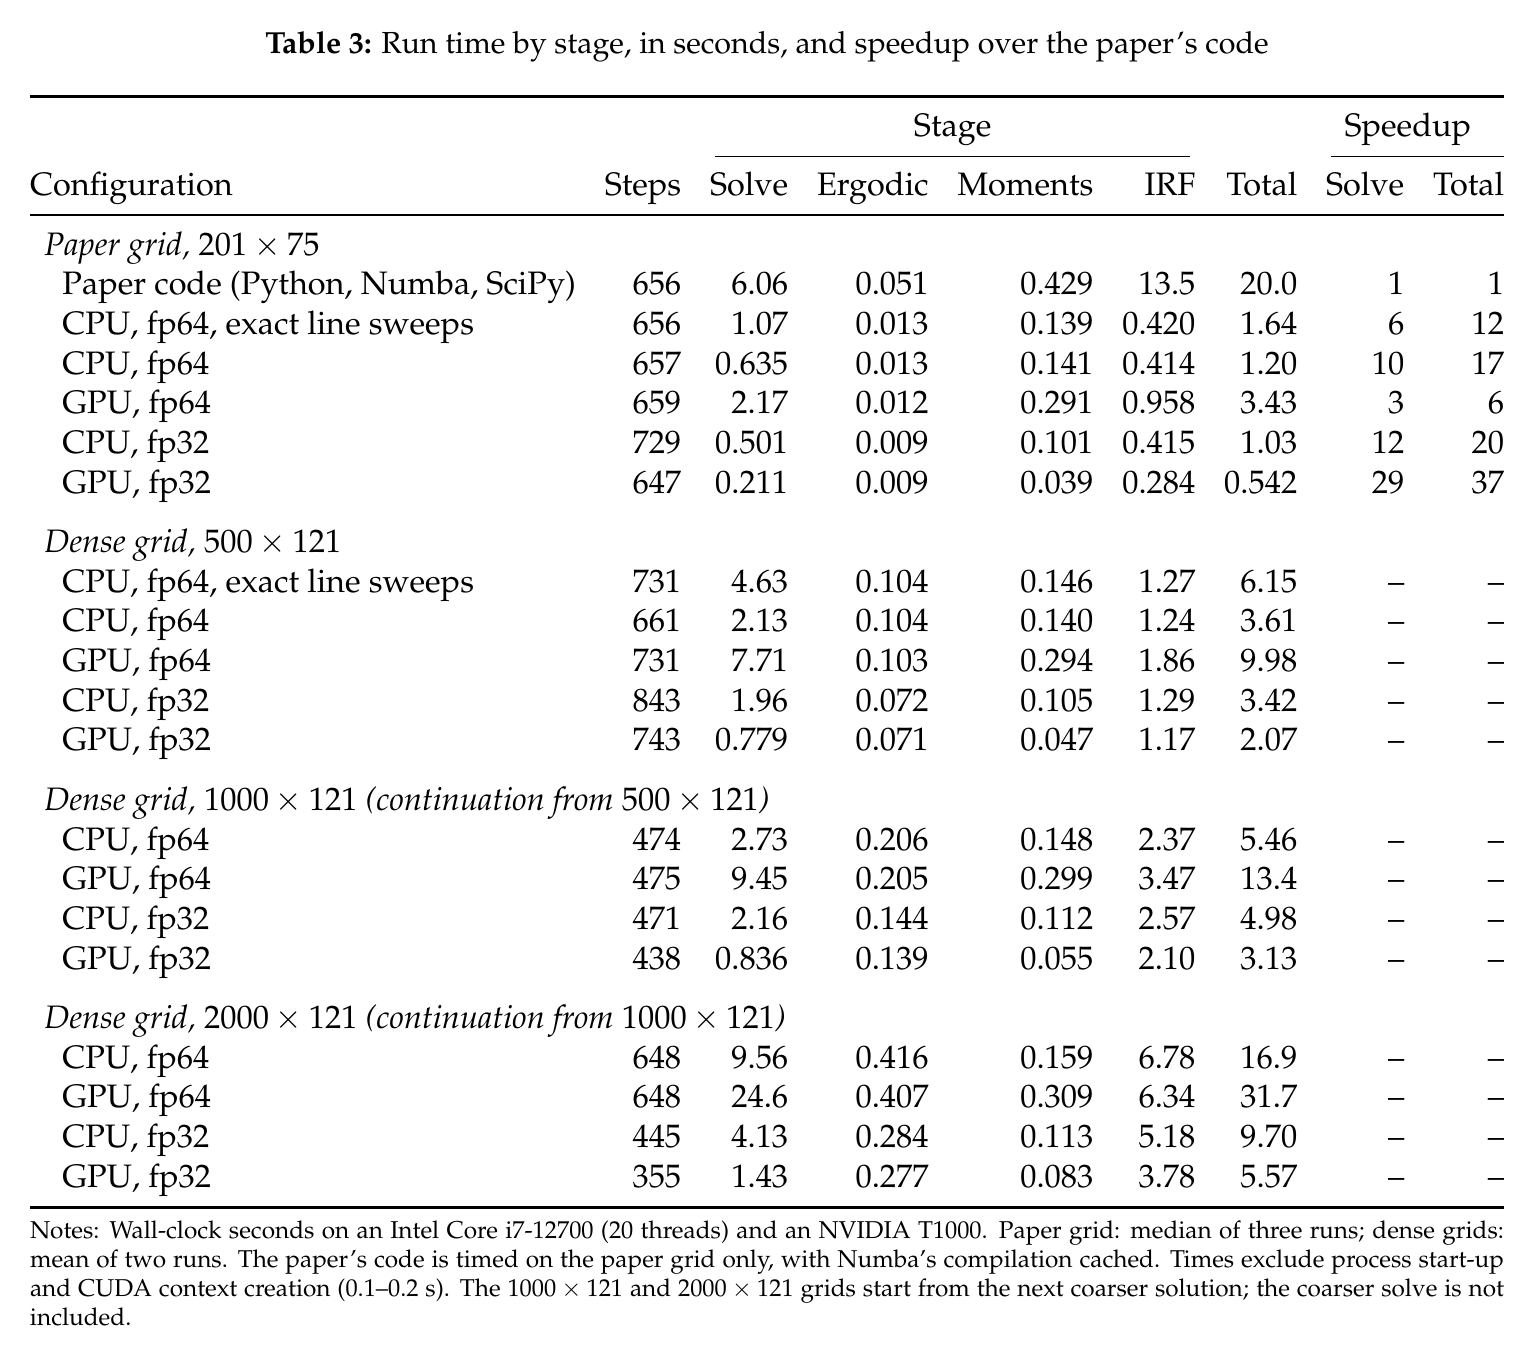 Table 3: Run time by stage, in seconds, and speedup over the paper's code
Stage Speedup
Configuration Steps Solve Ergodic Moments IRF Total Solve Total
Paper grid, 201 × 75
Paper code (Python, Numba, SciPy) 656 6.06 0.051 0.429 13.5 20.0 1 1
CPU, fp64, exact line sweeps 656 1.07 0.013 0.139 0.420 1.64 6 12
CPU, fp64 657 0.635 0.013 0.141 0.414 1.20 10 17
GPU, fp64 659 2.17 0.012 0.291 0.958 3.43 3 6
CPU, fp32 729 0.501 0.009 0.101 0.415 1.03 12 20
GPU, fp32 647 0.211 0.009 0.039 0.284 0.542 29 37
Dense grid, 500 × 121
CPU, fp64, exact line sweeps 731 4.63 0.104 0.146 1.27 6.15 – –
CPU, fp64 661 2.13 0.104 0.140 1.24 3.61 – –
GPU, fp64 731 7.71 0.103 0.294 1.86 9.98 – –
CPU, fp32 843 1.96 0.072 0.105 1.29 3.42 – –
GPU, fp32 743 0.779 0.071 0.047 1.17 2.07 – –
Dense grid, 1000 × 121 (continuation from 500 × 121)
CPU, fp64 474 2.73 0.206 0.148 2.37 5.46 – –
GPU, fp64 475 9.45 0.205 0.299 3.47 13.4 – –
CPU, fp32 471 2.16 0.144 0.112 2.57 4.98 – –
GPU, fp32 438 0.836 0.139 0.055 2.10 3.13 – –
Dense grid, 2000 × 121 (continuation from 1000 × 121)
CPU, fp64 648 9.56 0.416 0.159 6.78 16.9 – –
GPU, fp64 648 24.6 0.407 0.309 6.34 31.7 – –
CPU, fp32 445 4.13 0.284 0.113 5.18 9.70 – –
GPU, fp32 355 1.43 0.277 0.083 3.78 5.57 – –
Notes: Wall-clock seconds on an Intel Core i7-12700 (20 threads) and an NVIDIA T1000. Paper grid: median of three runs; dense grids:
mean of two runs. The paper's code is timed on the paper grid only, with Numba's compilation cached. Times exclude process start-up
and CUDA context creation (0.1–0.2 s). The 1000 × 121 and 2000 × 121 grids start from the next coarser solution; the coarser solve is not
included.